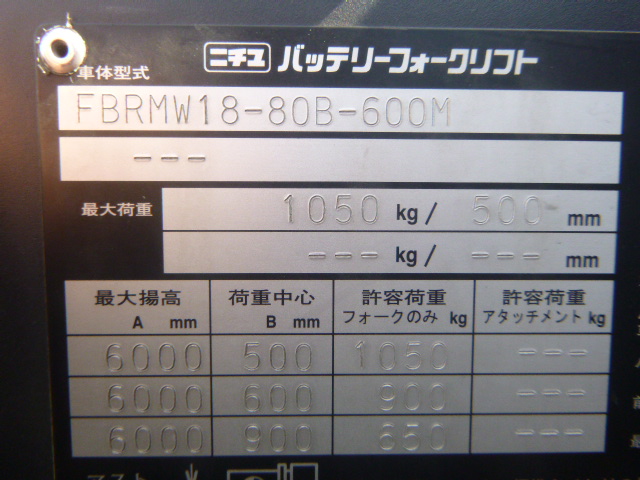 ニチユ バッテリーフォークリフト
車体型式
FBRMW18-80B-600M
---
最大荷重 1050 kg/ 500 mm
--- kg/ --- mm
最大揚高 荷重中心 許容荷重 許容荷重
A mm B mm フォークのみ kg アタッチメント kg
6000 500 1050 ---
6000 600 900 ---
6000 900 650 ---
マスト